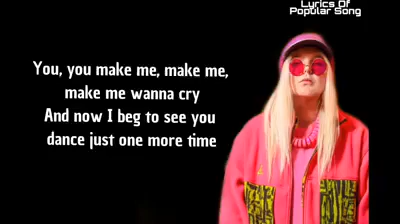 Lyrics Of
Popular Song
You, you make me, make me,
make me wanna cry
And now I beg to see you
dance just one more time